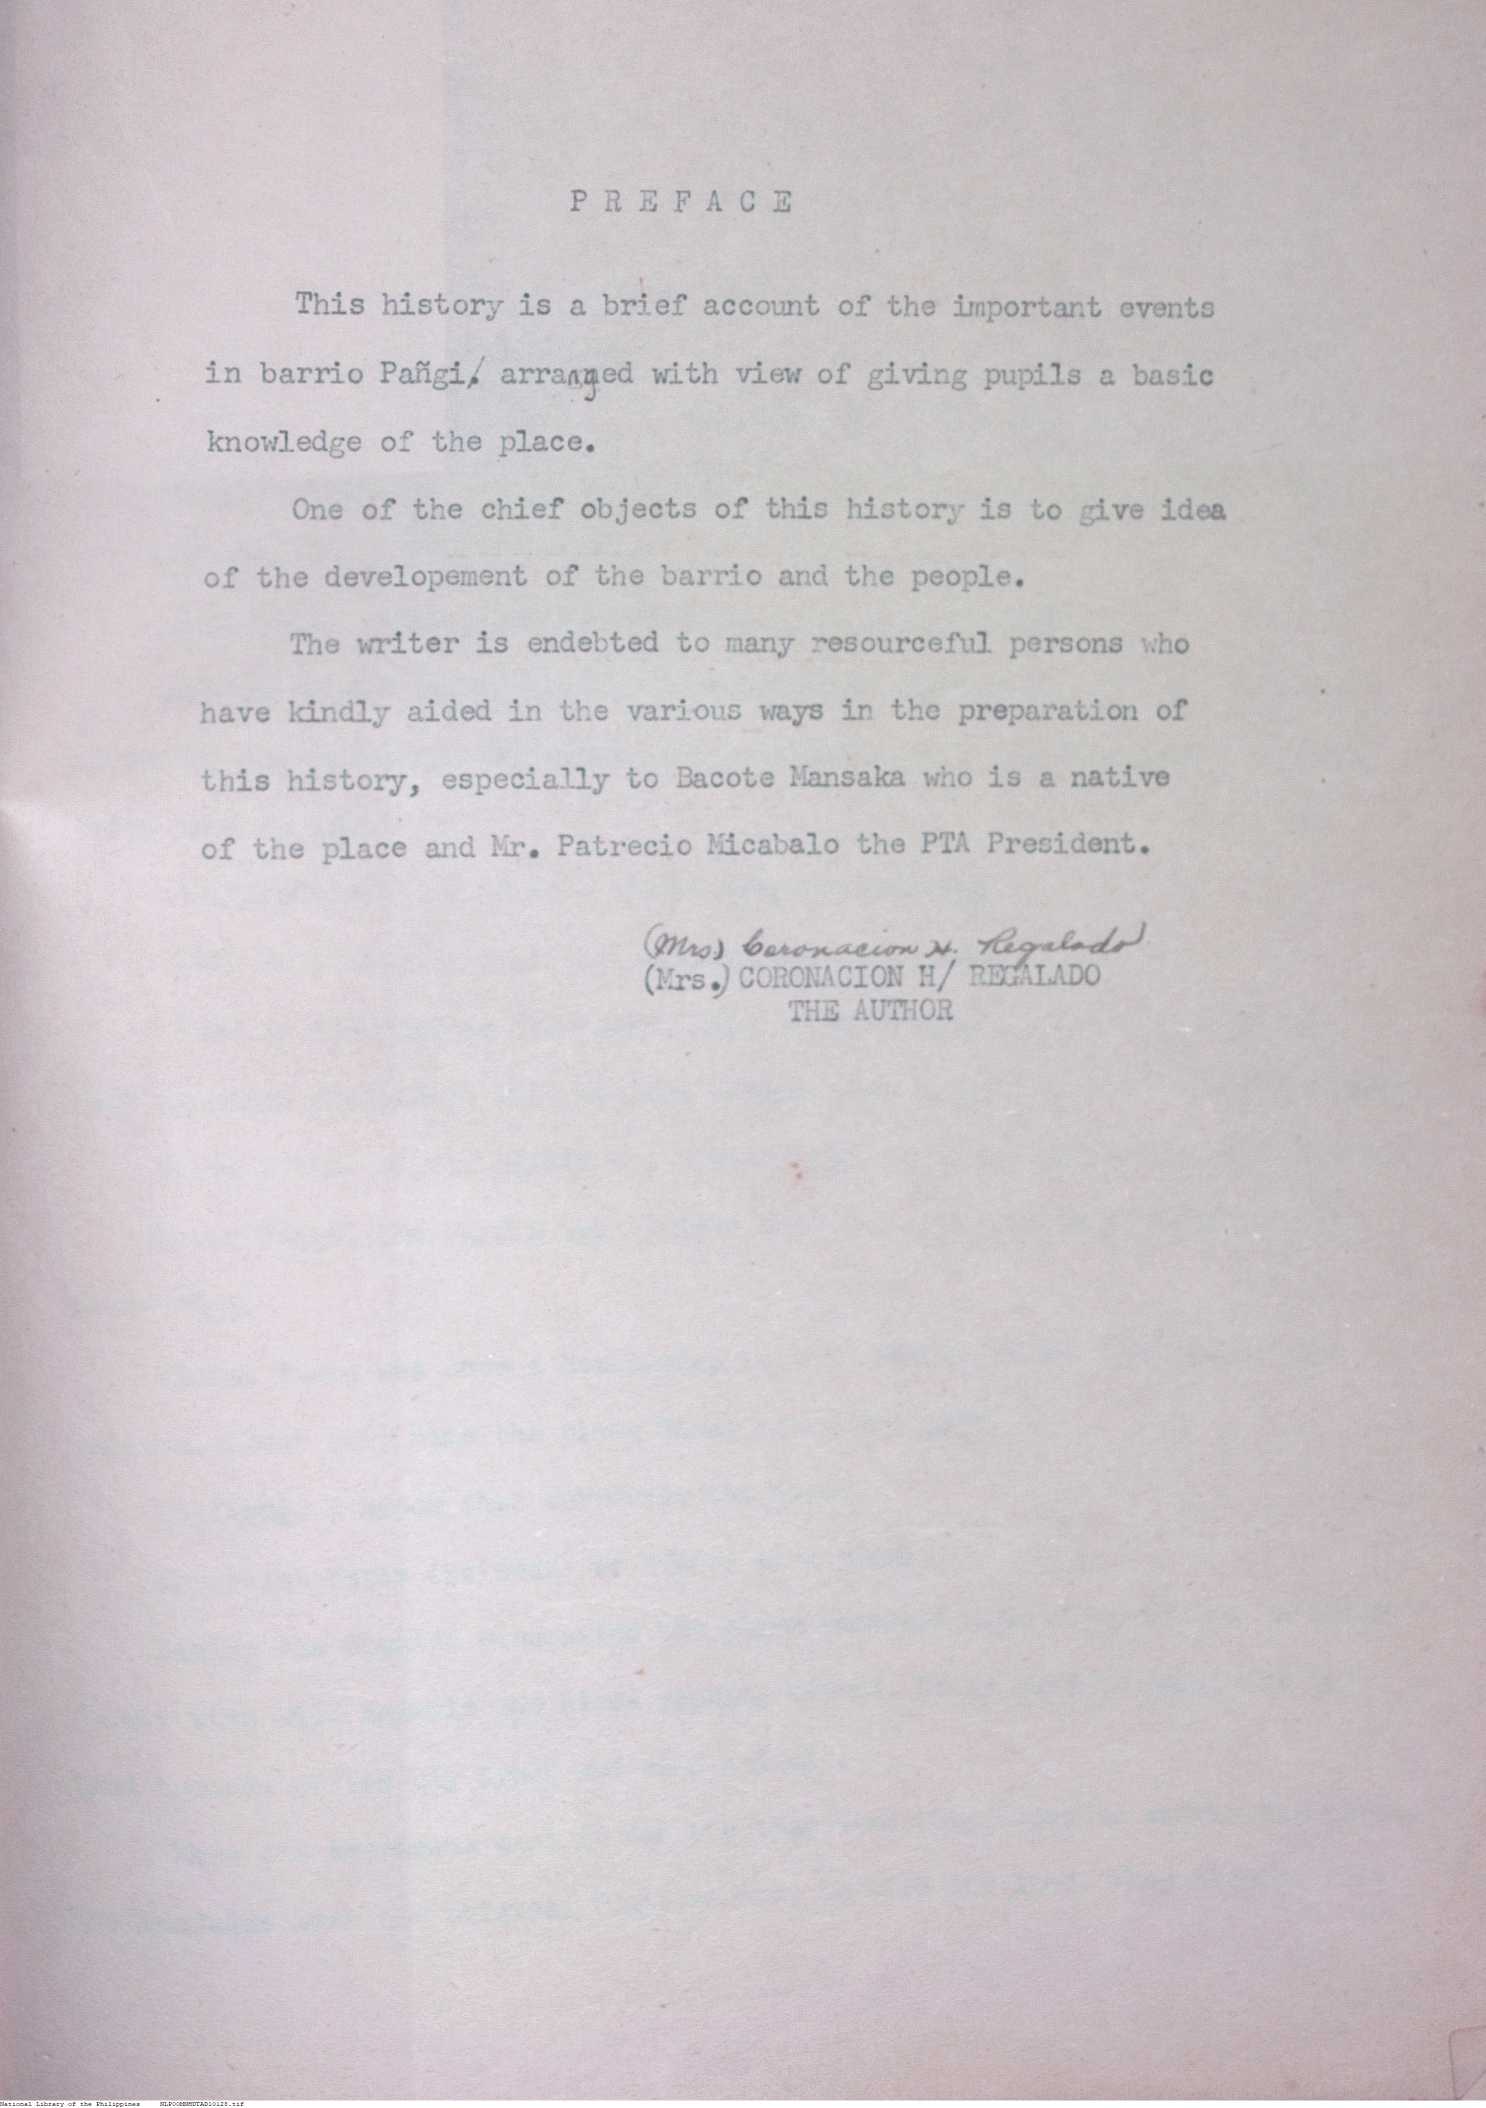 P R E F A C E
This history is a brief account of the important events
in barrio Pañgi, arranged with view of giving pupils a basic
knowledge of the place.
One of the chief objects of this history is to give idea
of the developement of the barrio and the people.
The writer is endebted to many resourceful persons who
have kindly aided in the various ways in the preparation of
this history, especially to Bacote Mansaka who is a native
of the place and Mr. Patrecio Micabalo the PTA President.
(Mrs) Coronacion H. Regalado
(Mrs.) CORONACION H/ REGALADO
THE AUTHOR
National Library of the Philippines